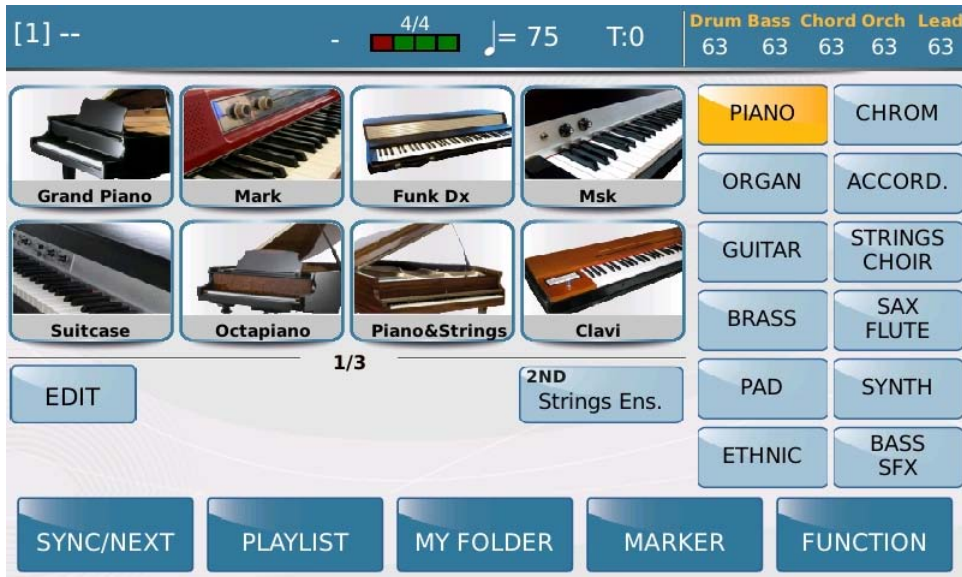 [1] --
-
4/4
= 75
T:0
Drum Bass Chord Orch Lead
63 63 63 63 63
Grand Piano
Mark
Funk Dx
Msk
Suitcase
Octapiano
Piano&Strings
Clavi
1/3
EDIT
2ND
Strings Ens.
PIANO
CHROM
ORGAN
ACCORD.
GUITAR
STRINGS
CHOIR
BRASS
SAX
FLUTE
PAD
SYNTH
ETHNIC
BASS
SFX
SYNC/NEXT
PLAYLIST
MY FOLDER
MARKER
FUNCTION